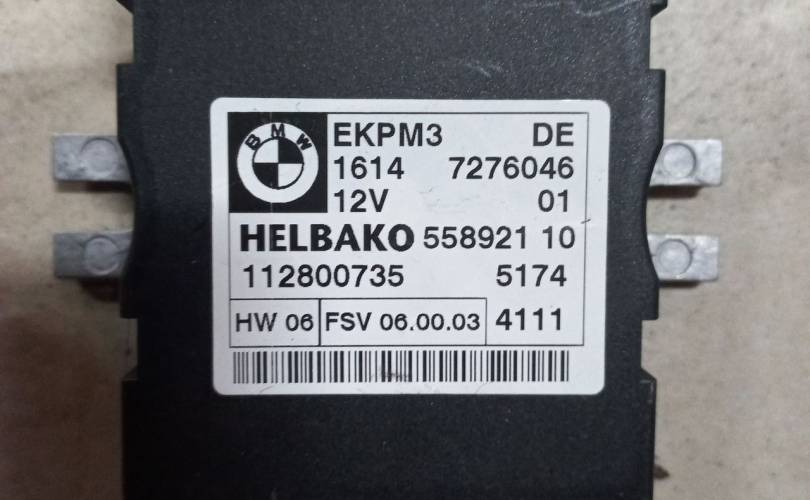 BMW
EKPM3 DE
1614 7276046
12V 01
HELBAKO 558921 10
112800735 5174
HW 06 FSV 06.00.03 4111